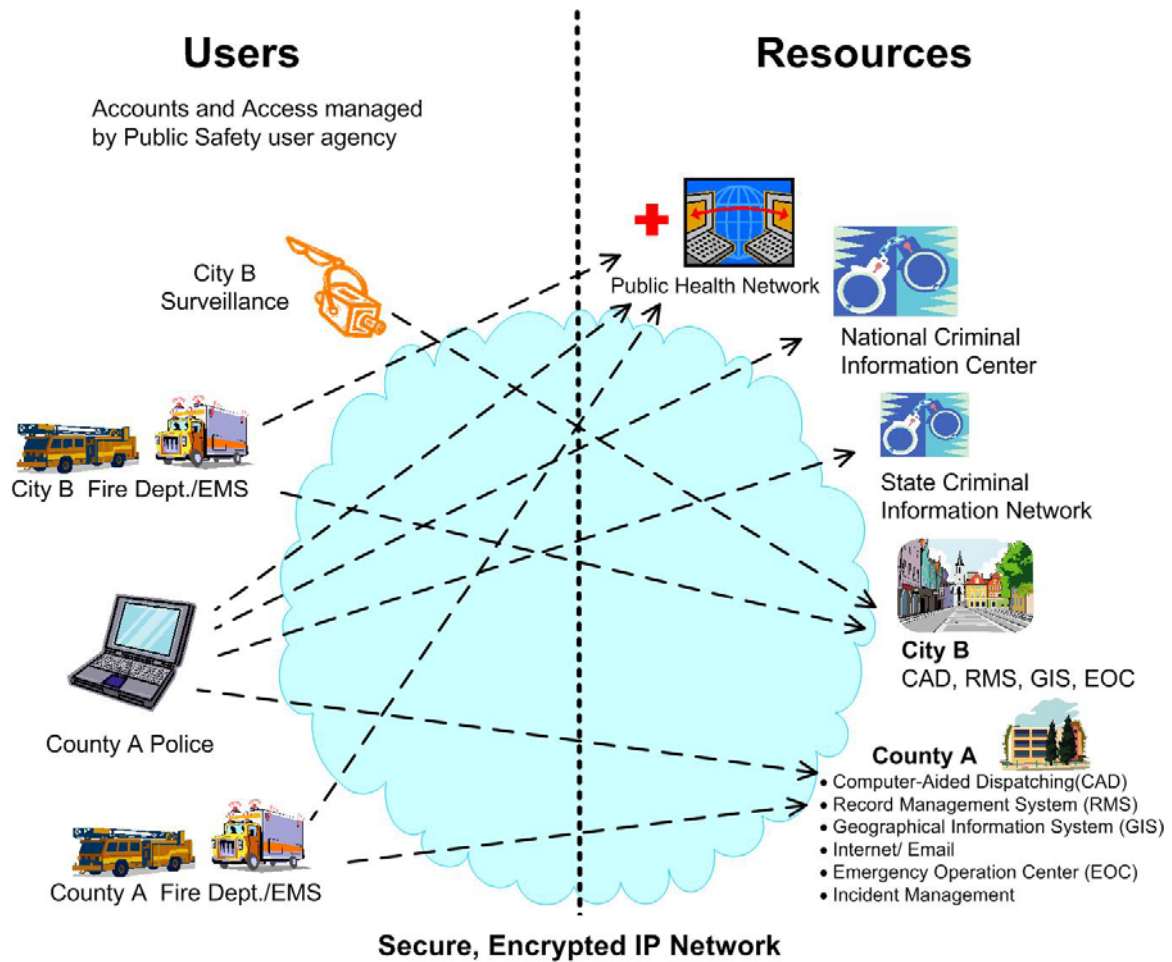 Users
Resources
Accounts and Access managed
by Public Safety user agency
City B
Surveillance
Public Health Network
National Criminal
Information Center
City B Fire Dept./EMS
State Criminal
Information Network
City B
CAD, RMS, GIS, EOC
County A Police
County A
• Computer-Aided Dispatching(CAD)
• Record Management System (RMS)
• Geographical Information System (GIS)
• Internet/ Email
• Emergency Operation Center (EOC)
• Incident Management
County A Fire Dept./EMS
Secure, Encrypted IP Network